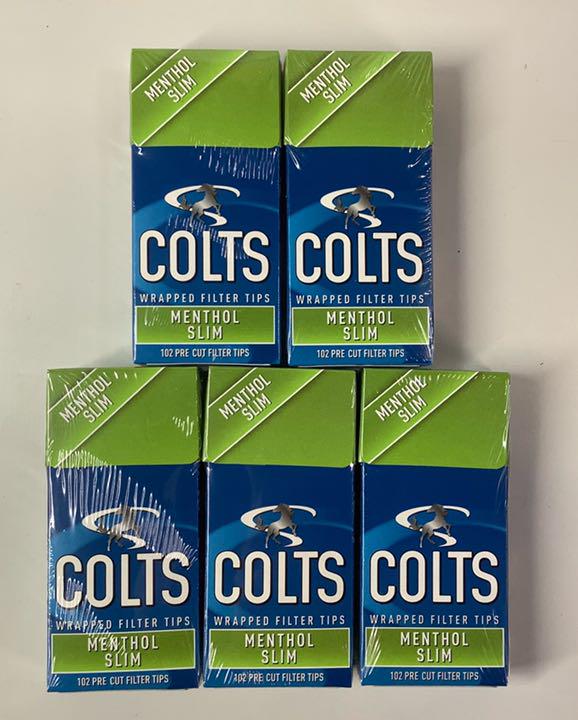 MENTHOL
SLIM
COLTS
WRAPPED FILTER TIPS
MENTHOL
SLIM
102 PRE CUT FILTER TIPS
MENTHOL
SLIM
COLTS
WRAPPED FILTER TIPS
MENTHOL
SLIM
102 PRE CUT FILTER TIPS
MENTHOL
SLIM
COLTS
WRAPPED FILTER TIPS
MENTHOL
SLIM
102 PRE CUT FILTER TIPS
MENTHOL
SLIM
COLTS
WRAPPED FILTER TIPS
MENTHOL
SLIM
102 PRE CUT FILTER TIPS
MENTHOL
SLIM
COLTS
WRAPPED FILTER TIPS
MENTHOL
SLIM
102 PRE CUT FILTER TIPS